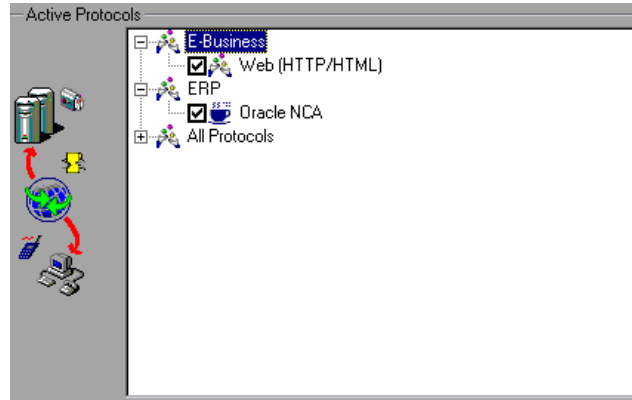 Active Protocols
E-Business
Web (HTTP/HTML)
ERP
Oracle NCA
All Protocols